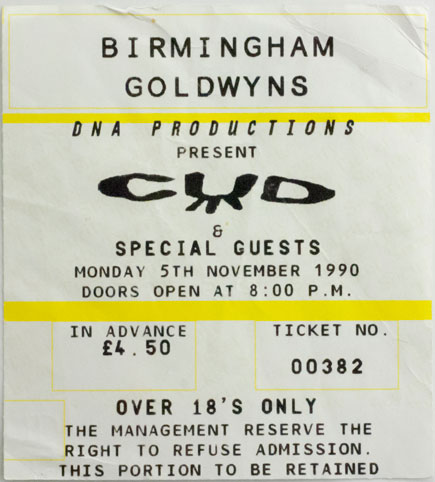 BIRMINGHAM
GOLDWYNS
DNA PRODUCTIONS
PRESENT
CUD
&
SPECIAL GUESTS
MONDAY 5TH NOVEMBER 1990
DOORS OPEN AT 8:00 P.M.
IN ADVANCE
£4.50
TICKET NO.
00382
OVER 18'S ONLY
THE MANAGEMENT RESERVE THE
RIGHT TO REFUSE ADMISSION.
THIS PORTION TO BE RETAINED